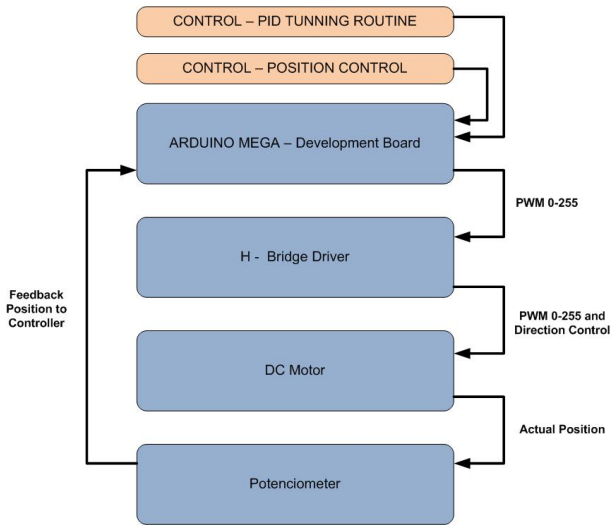 CONTROL – PID TUNNING ROUTINE
CONTROL – POSITION CONTROL
ARDUINO MEGA – Development Board
PWM 0-255
H - Bridge Driver
Feedback
Position to
Controller
PWM 0-255 and
Direction Control
DC Motor
Actual Position
Potenciometer